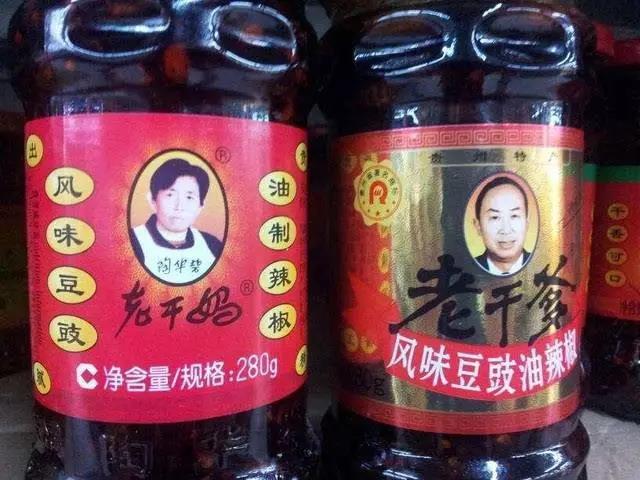 风味豆豉
油制辣椒
陶华碧
老干妈
®
®
净含量/规格:280g
贵州特产
R
老干爹
风味豆豉油辣椒
干香可口